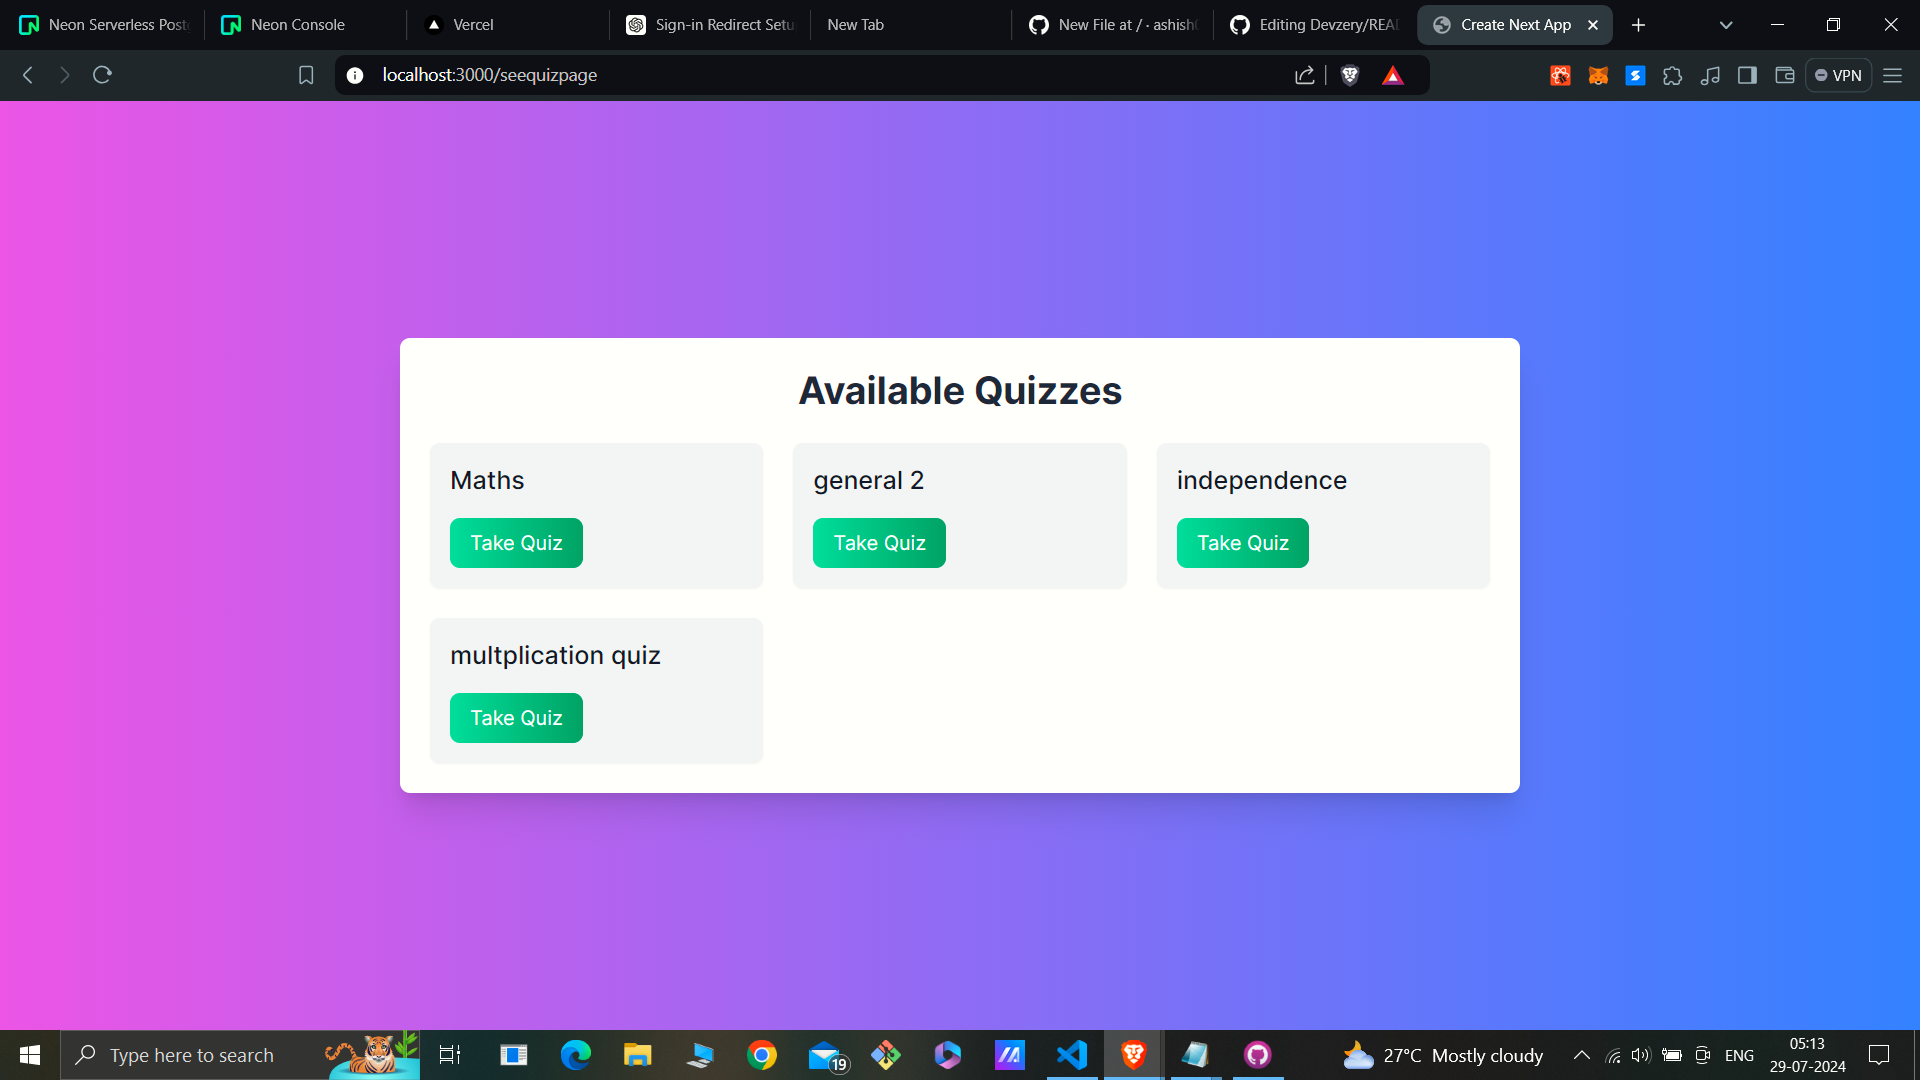 Neon Serverless Post
Neon Console
Vercel
Sign-in Redirect Setu
New Tab
New File at / · ashish
Editing Devzery/REA
Create Next App
localhost:3000/seequizpage
VPN
Available Quizzes
Maths
general 2
independence
Take Quiz
Take Quiz
Take Quiz
multplication quiz
Take Quiz
Type here to search
19
27°C Mostly cloudy
ENG
05:13
29-07-2024